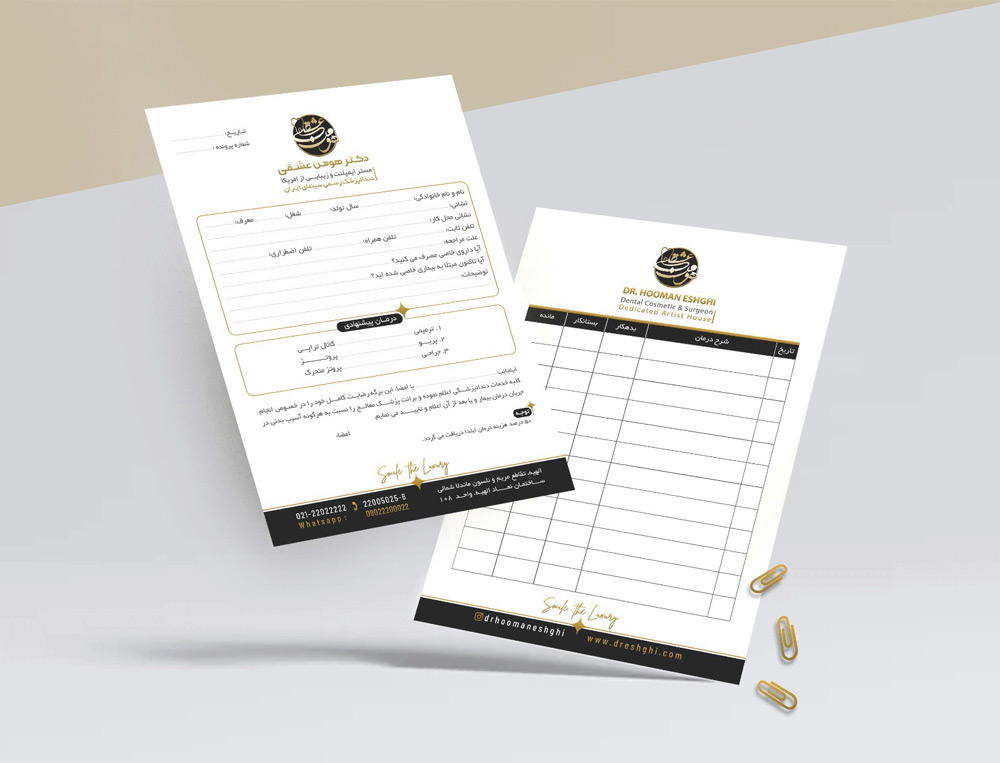 تاریخ:
شماره پرونده :
دکتر هومن عشقی
مستر ایمپلنت و زیبایی از امریکا
دندانپزشک رسمی سینمای ایران
نام و نام خانوادگی: سال تولد: شغل: معرف:
نشانی:
نشانی محل کار:
تلفن ثابت: تلفن همراه: تلفن اضطراری:
علت مراجعه:
آیا داروی خاصی مصرف می کنید؟
آیا تاکنون مبتلا به بیماری خاصی شده اید؟
توضیحات:
درمان پیشنهادی
۱. ترمیمی کانال تراپی
۲. پریو پروتز
۳. جراحی پروتز متحرک
اینجانب با امضا، این برگه رضایت کامل خود را در خصوص انجام
کلیه خدمات دندانپزشکی اعلام نموده و برائت پزشک معالج را نسبت به هرگونه آسیب بدنی در
جریان درمان بیمار و یا بعد از آن اعلام و تایید می نمایم.
توجه
۵۰ درصد هزینه درمان ابتدا دریافت می گردد. امضا:
Smile the Luxury
021-22022222 22005025-6
Whatsapp : 09022200022
الهیه، تقاطع مریم و نلسون ماندلا شمالی
ساختمان نماد الهیه، واحد ۱۰۸
DR. HOOMAN ESHGHI
Dental Cosmetic & Surgeon
Dedicated Artist House
تاریخ شرح درمان بدهکار بستانکار مانده
Smile the Luxury
drhoomaneshghi
www.dreshghi.com